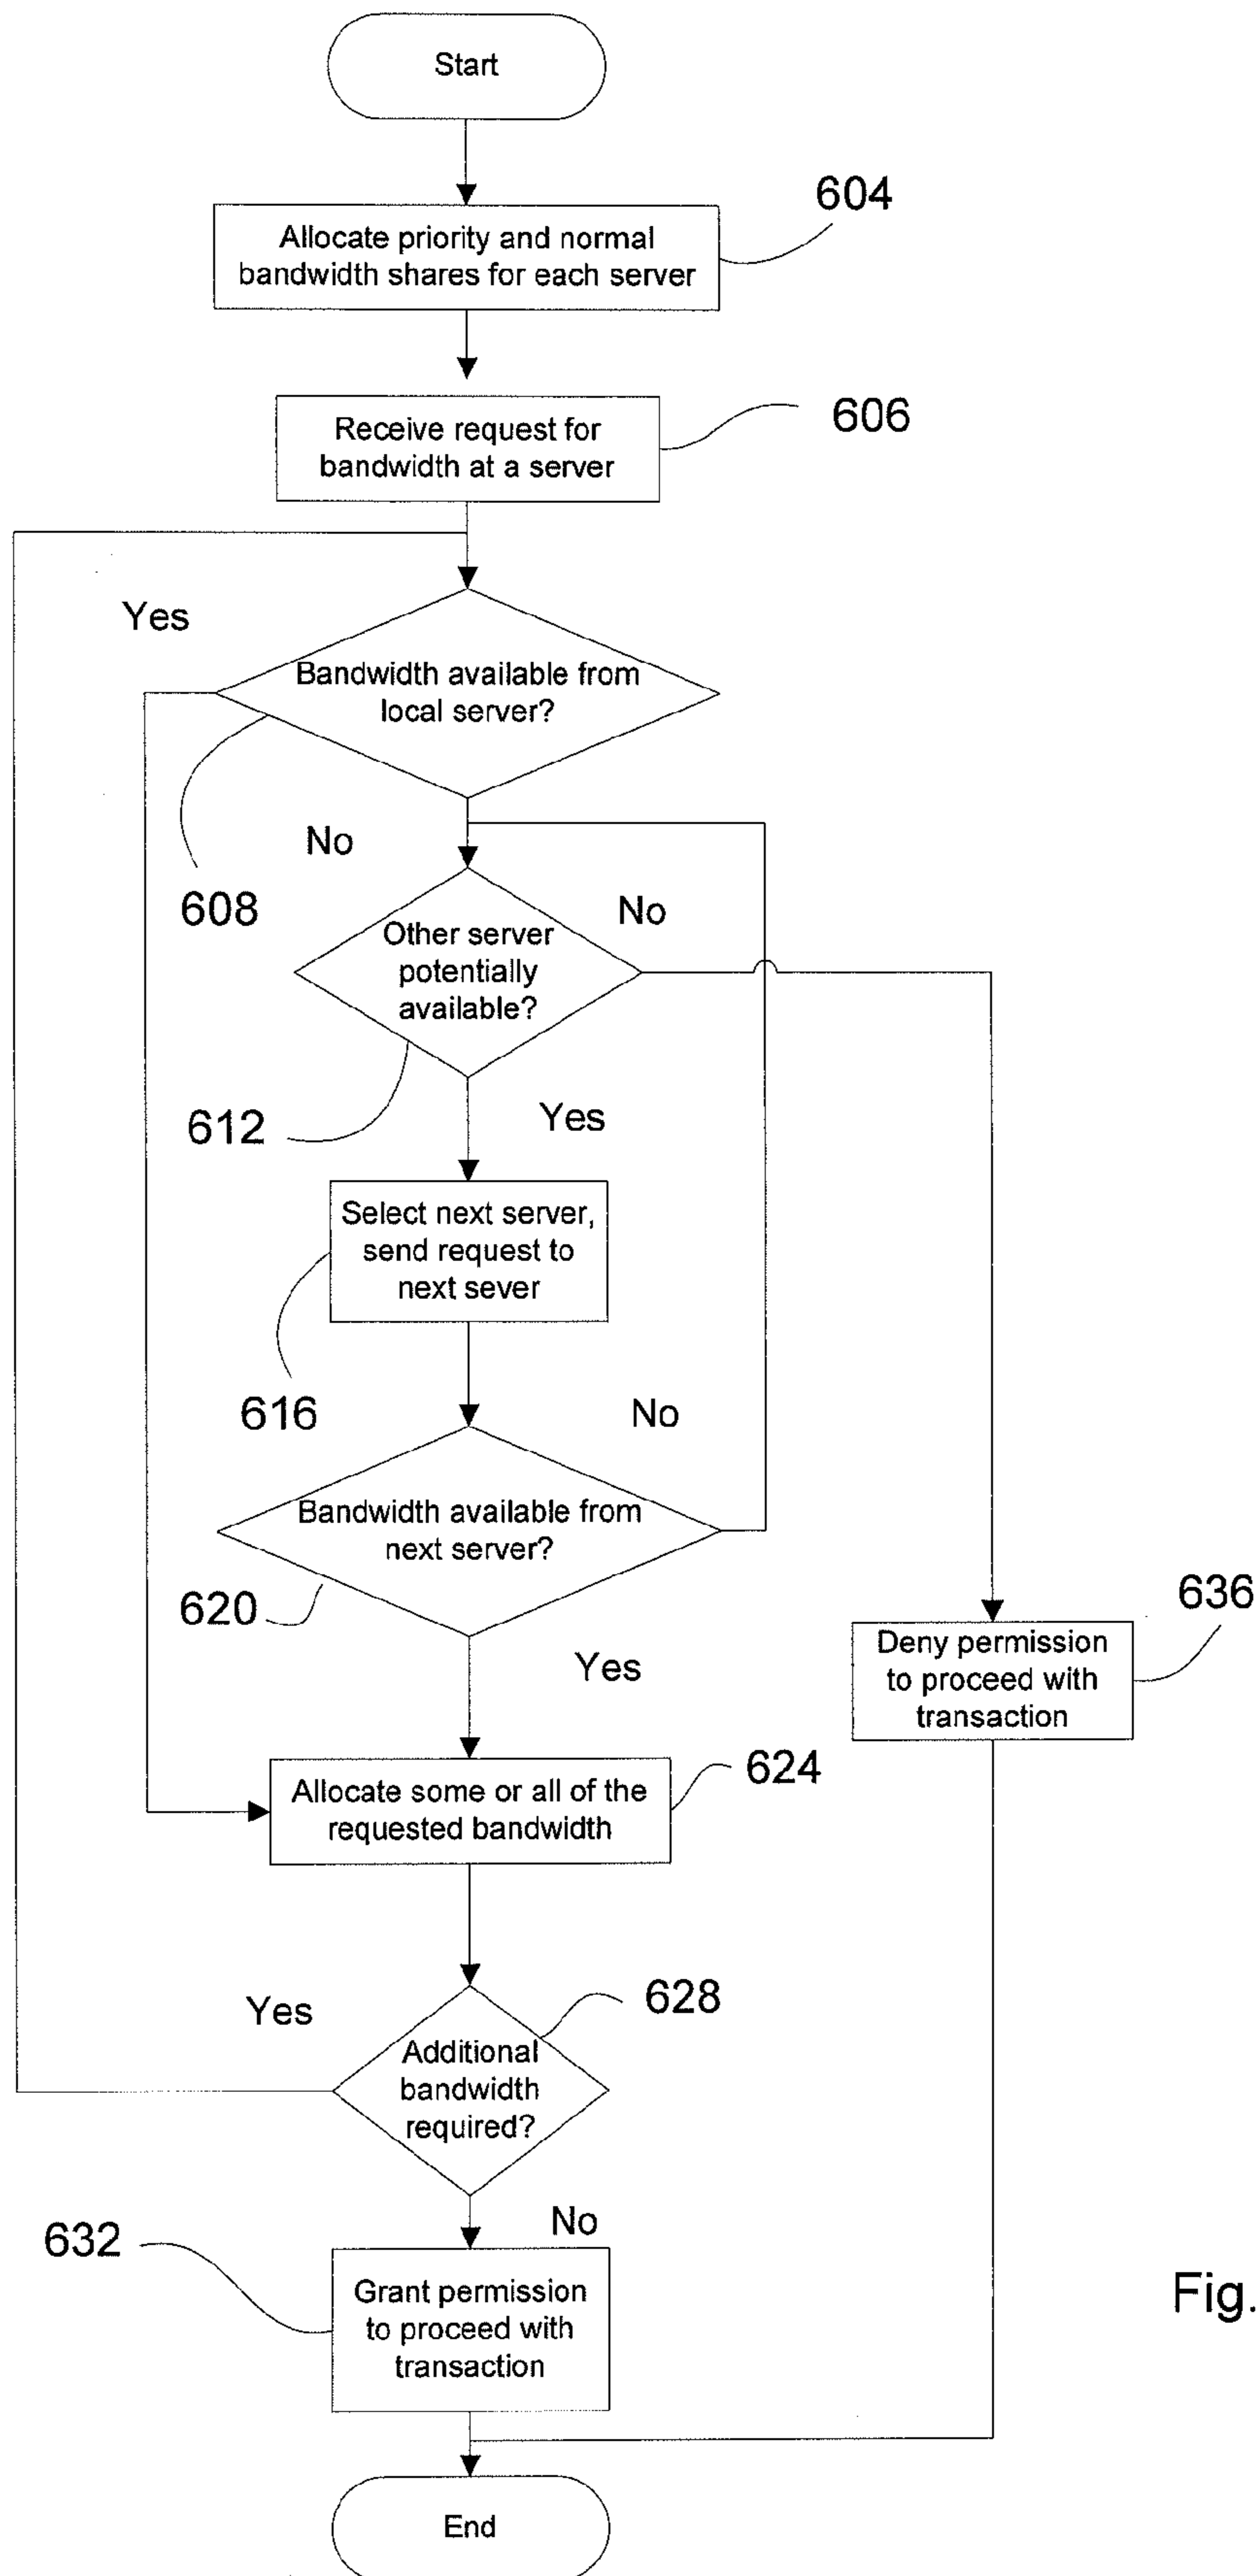 Start
604
Allocate priority and normal
bandwidth shares for each server
606
Receive request for
bandwidth at a server
Yes
Bandwidth available from
local server?
No
608
No
Other server
potentially
available?
612
Yes
Select next server,
send request to
next sever
616
No
Bandwidth available from
next server?
620
636
Yes
Deny permission
to proceed with
transaction
624
Allocate some or all of the
requested bandwidth
Yes
628
Additional
bandwidth
required?
632
No
Grant permission
to proceed with
transaction
Fig.
End